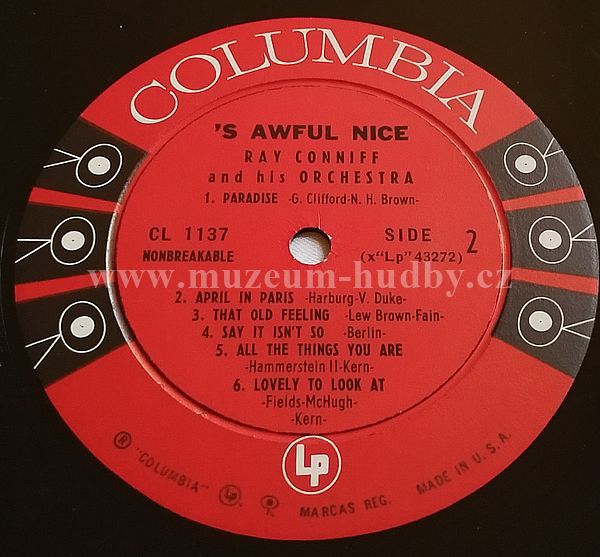 COLUMBIA
'S AWFUL NICE
RAY CONNIFF
and his ORCHESTRA
1. PARADISE -G. Clifford-N. H. Brown-
CL 1137 SIDE 2
NONBREAKABLE (x"Lp"43272)
www.muzeum-hudby.cz
2. APRIL IN PARIS -Harburg-V. Duke-
3. THAT OLD FEELING -Lew Brown-Fain-
4. SAY IT ISN'T SO -Berlin-
5. ALL THE THINGS YOU ARE
-Hammerstein II-Kern-
6. LOVELY TO LOOK AT
-Fields-McHugh-
-Kern-
Lp
® "COLUMBIA" MARCAS REG. MADE IN U.S.A.